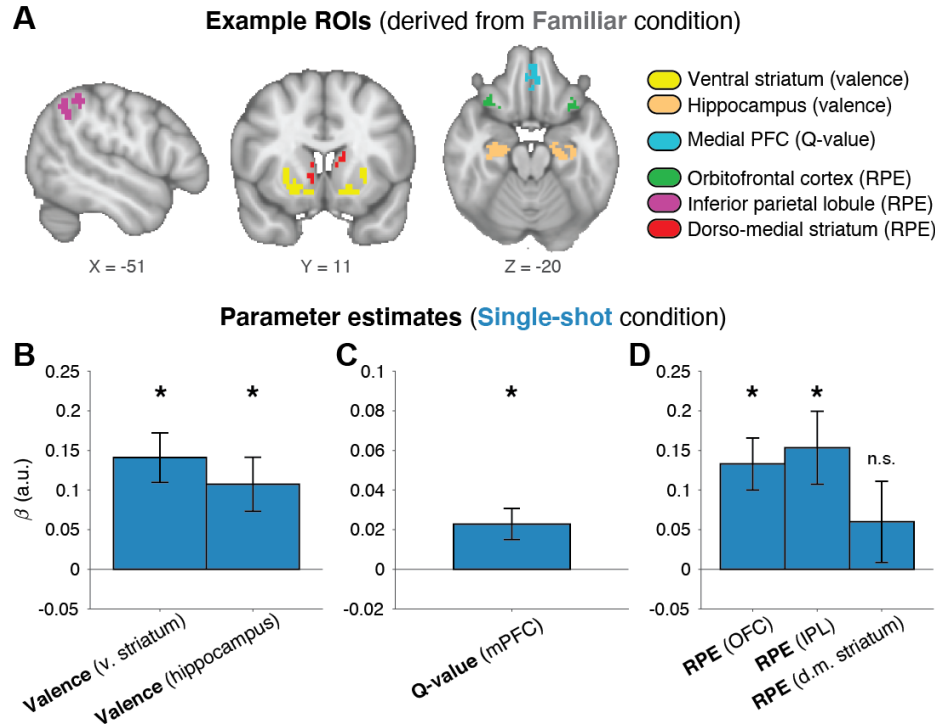 A
Example ROIs (derived from Familiar condition)
Ventral striatum (valence)
Hippocampus (valence)
Medial PFC (Q-value)
Orbitofrontal cortex (RPE)
Inferior parietal lobule (RPE)
Dorso-medial striatum (RPE)
X = -51
Y = 11
Z = -20
Parameter estimates (Single-shot condition)
B
β (a.u.)
0.25
0.2
0.15
0.1
0.05
0
-0.05
*
*
Valence (v. striatum)
Valence (hippocampus)
C
0.1
0.08
0.06
0.04
0.02
0
-0.02
*
Q-value (mPFC)
D
0.25
0.2
0.15
0.1
0.05
0
-0.05
*
*
n.s.
RPE (OFC)
RPE (IPL)
RPE (d.m. striatum)